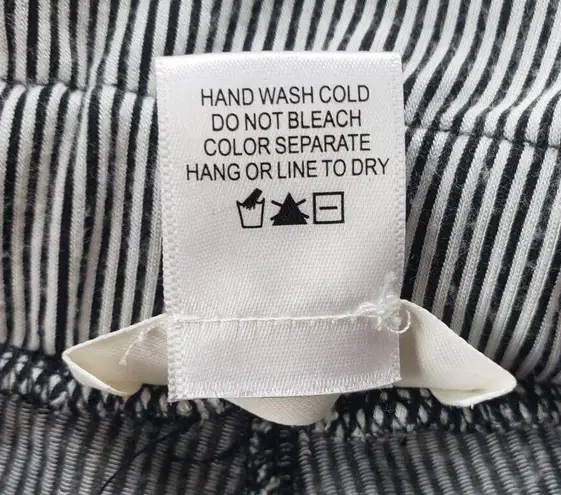 HAND WASH COLD
DO NOT BLEACH
COLOR SEPARATE
HANG OR LINE TO DRY